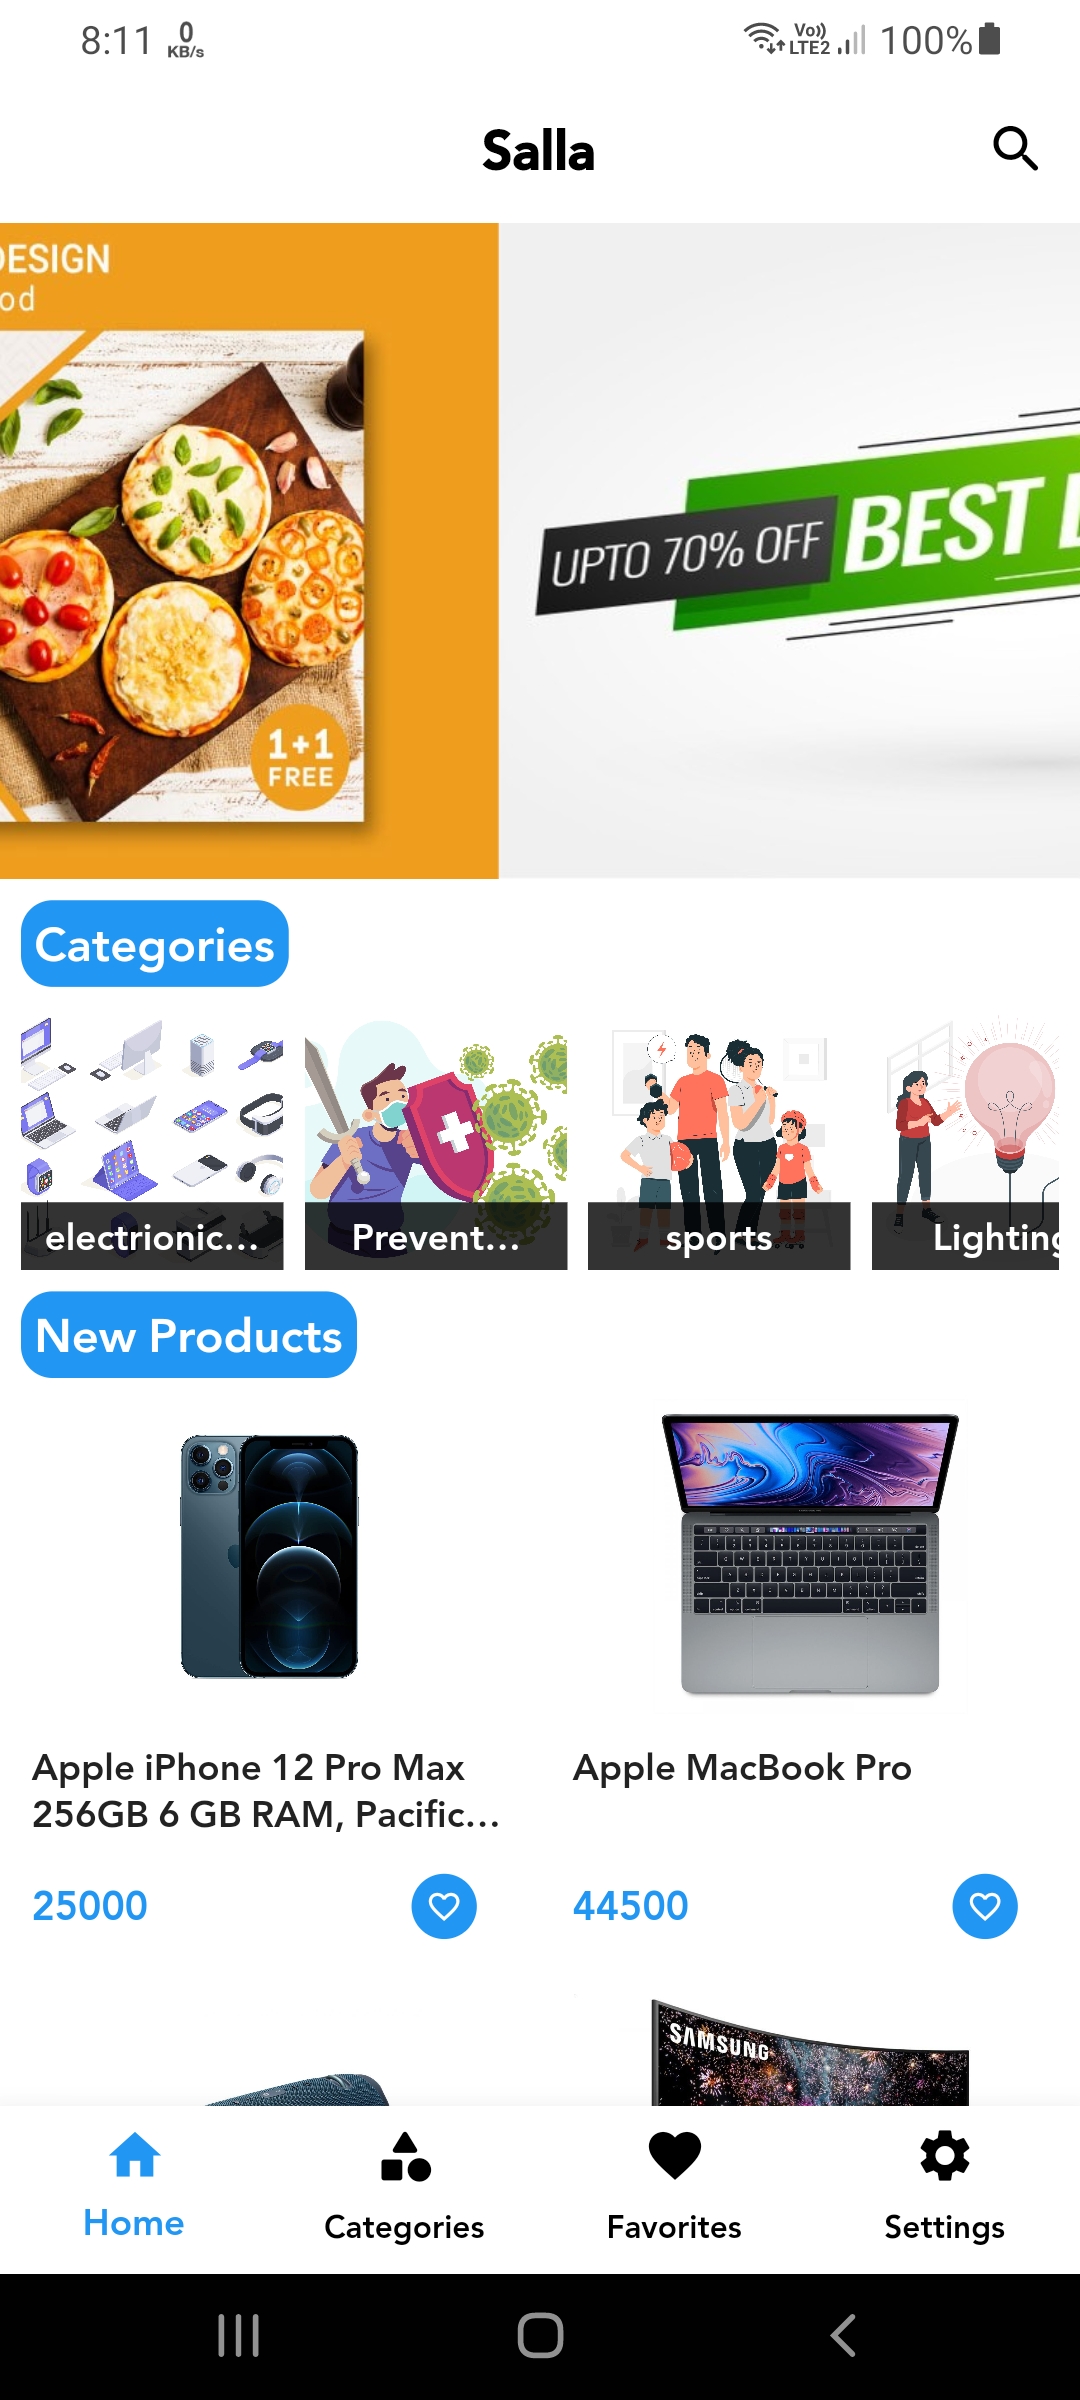 8:11 0 KB/s Vo)) LTE2 100%
Salla
DESIGN
od
1+1
FREE
UPTO 70% OFF BEST
Categories
electrionic... Prevent... sports Lighting
New Products
SAMSUNG
Apple iPhone 12 Pro Max
256GB 6 GB RAM, Pacific...
Apple MacBook Pro
25000
44500
Home Categories Favorites Settings